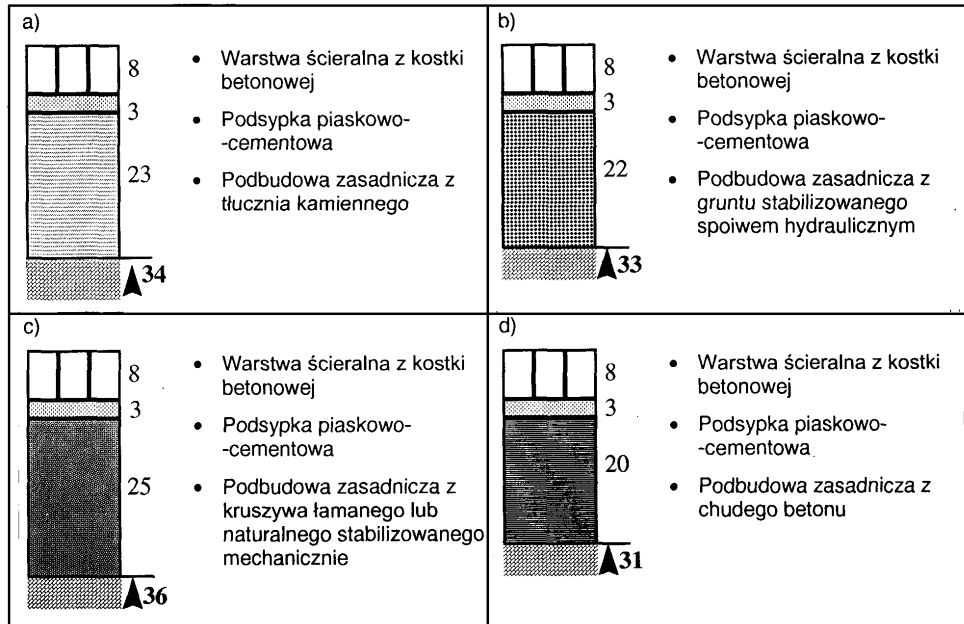 a)
8
3
23
34
• Warstwa ścieralna z kostki
betonowej
• Podsypka piaskowo-
-cementowa
• Podbudowa zasadnicza z
tłucznia kamiennego
b)
8
3
22
33
• Warstwa ścieralna z kostki
betonowej
• Podsypka piaskowo-
-cementowa
• Podbudowa zasadnicza z
gruntu stabilizowanego
spoiwem hydraulicznym
c)
8
3
25
36
• Warstwa ścieralna z kostki
betonowej
• Podsypka piaskowo-
-cementowa
• Podbudowa zasadnicza z
kruszywa łamanego lub
naturalnego stabilizowanego
mechanicznie
d)
8
3
20
31
• Warstwa ścieralna z kostki
betonowej
• Podsypka piaskowo-
-cementowa
• Podbudowa zasadnicza z
chudego betonu